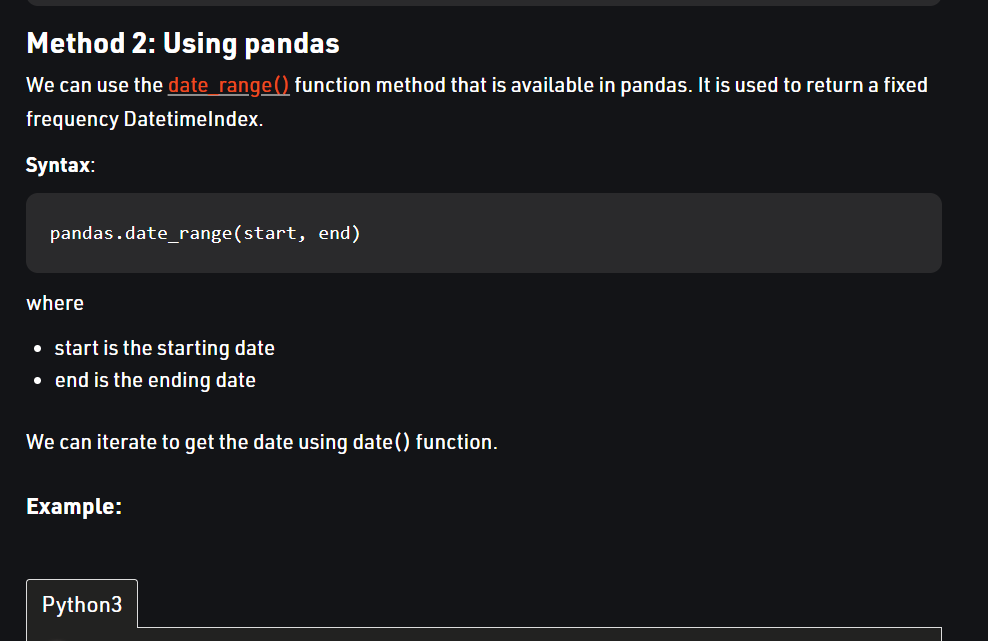 Method 2: Using pandas
We can use the date_range() function method that is available in pandas. It is used to return a fixed
frequency DatetimeIndex.
Syntax:
pandas.date_range(start, end)
where
• start is the starting date
• end is the ending date
We can iterate to get the date using date() function.
Example:
Python3